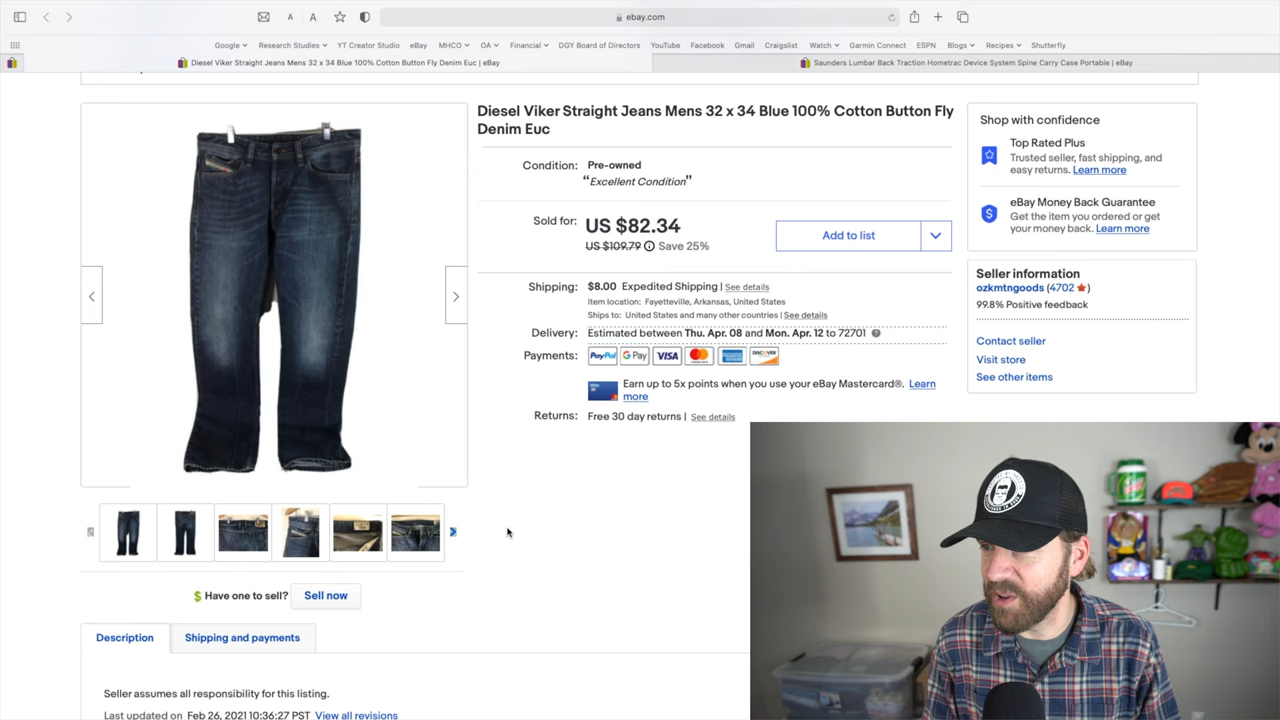 ebay.com
A
A
Google
Research Studies
YT Creator Studio
eBay
MHCO
OA
Financial
DGY Board of Directors
YouTube
Facebook
Gmail
Craigslist
Watch
Garmin Connect
ESPN
Blogs
Recipes
Shutterfly
Diesel Viker Straight Jeans Mens 32 x 34 Blue 100% Cotton Button Fly Denim Euc | eBay
Saunders Lumbar Back Traction Hometrac Device System Spine Carry Case Portable | eBay
Diesel Viker Straight Jeans Mens 32 x 34 Blue 100% Cotton Button Fly
Denim Euc
Condition: Pre-owned
“Excellent Condition”
Sold for: US $82.34
US $109.79 Save 25%
Add to list
Shipping: $8.00 Expedited Shipping | See details
Item location: Fayetteville, Arkansas, United States
Ships to: United States and many other countries | See details
Delivery: Estimated between Thu. Apr. 08 and Mon. Apr. 12 to 72701
Payments: PayPal G Pay VISA
Earn up to 5x points when you use your eBay Mastercard®. Learn
more
Returns: Free 30 day returns | See details
Shop with confidence
Top Rated Plus
Trusted seller, fast shipping, and
easy returns. Learn more
eBay Money Back Guarantee
Get the item you ordered or get
your money back. Learn more
Seller information
ozkmtngoods (4702 ★)
99.8% Positive feedback
Contact seller
Visit store
See other items
Have one to sell? Sell now
Description
Shipping and payments
Seller assumes all responsibility for this listing.
Last updated on Feb 26, 2021 10:36:27 PST View all revisions